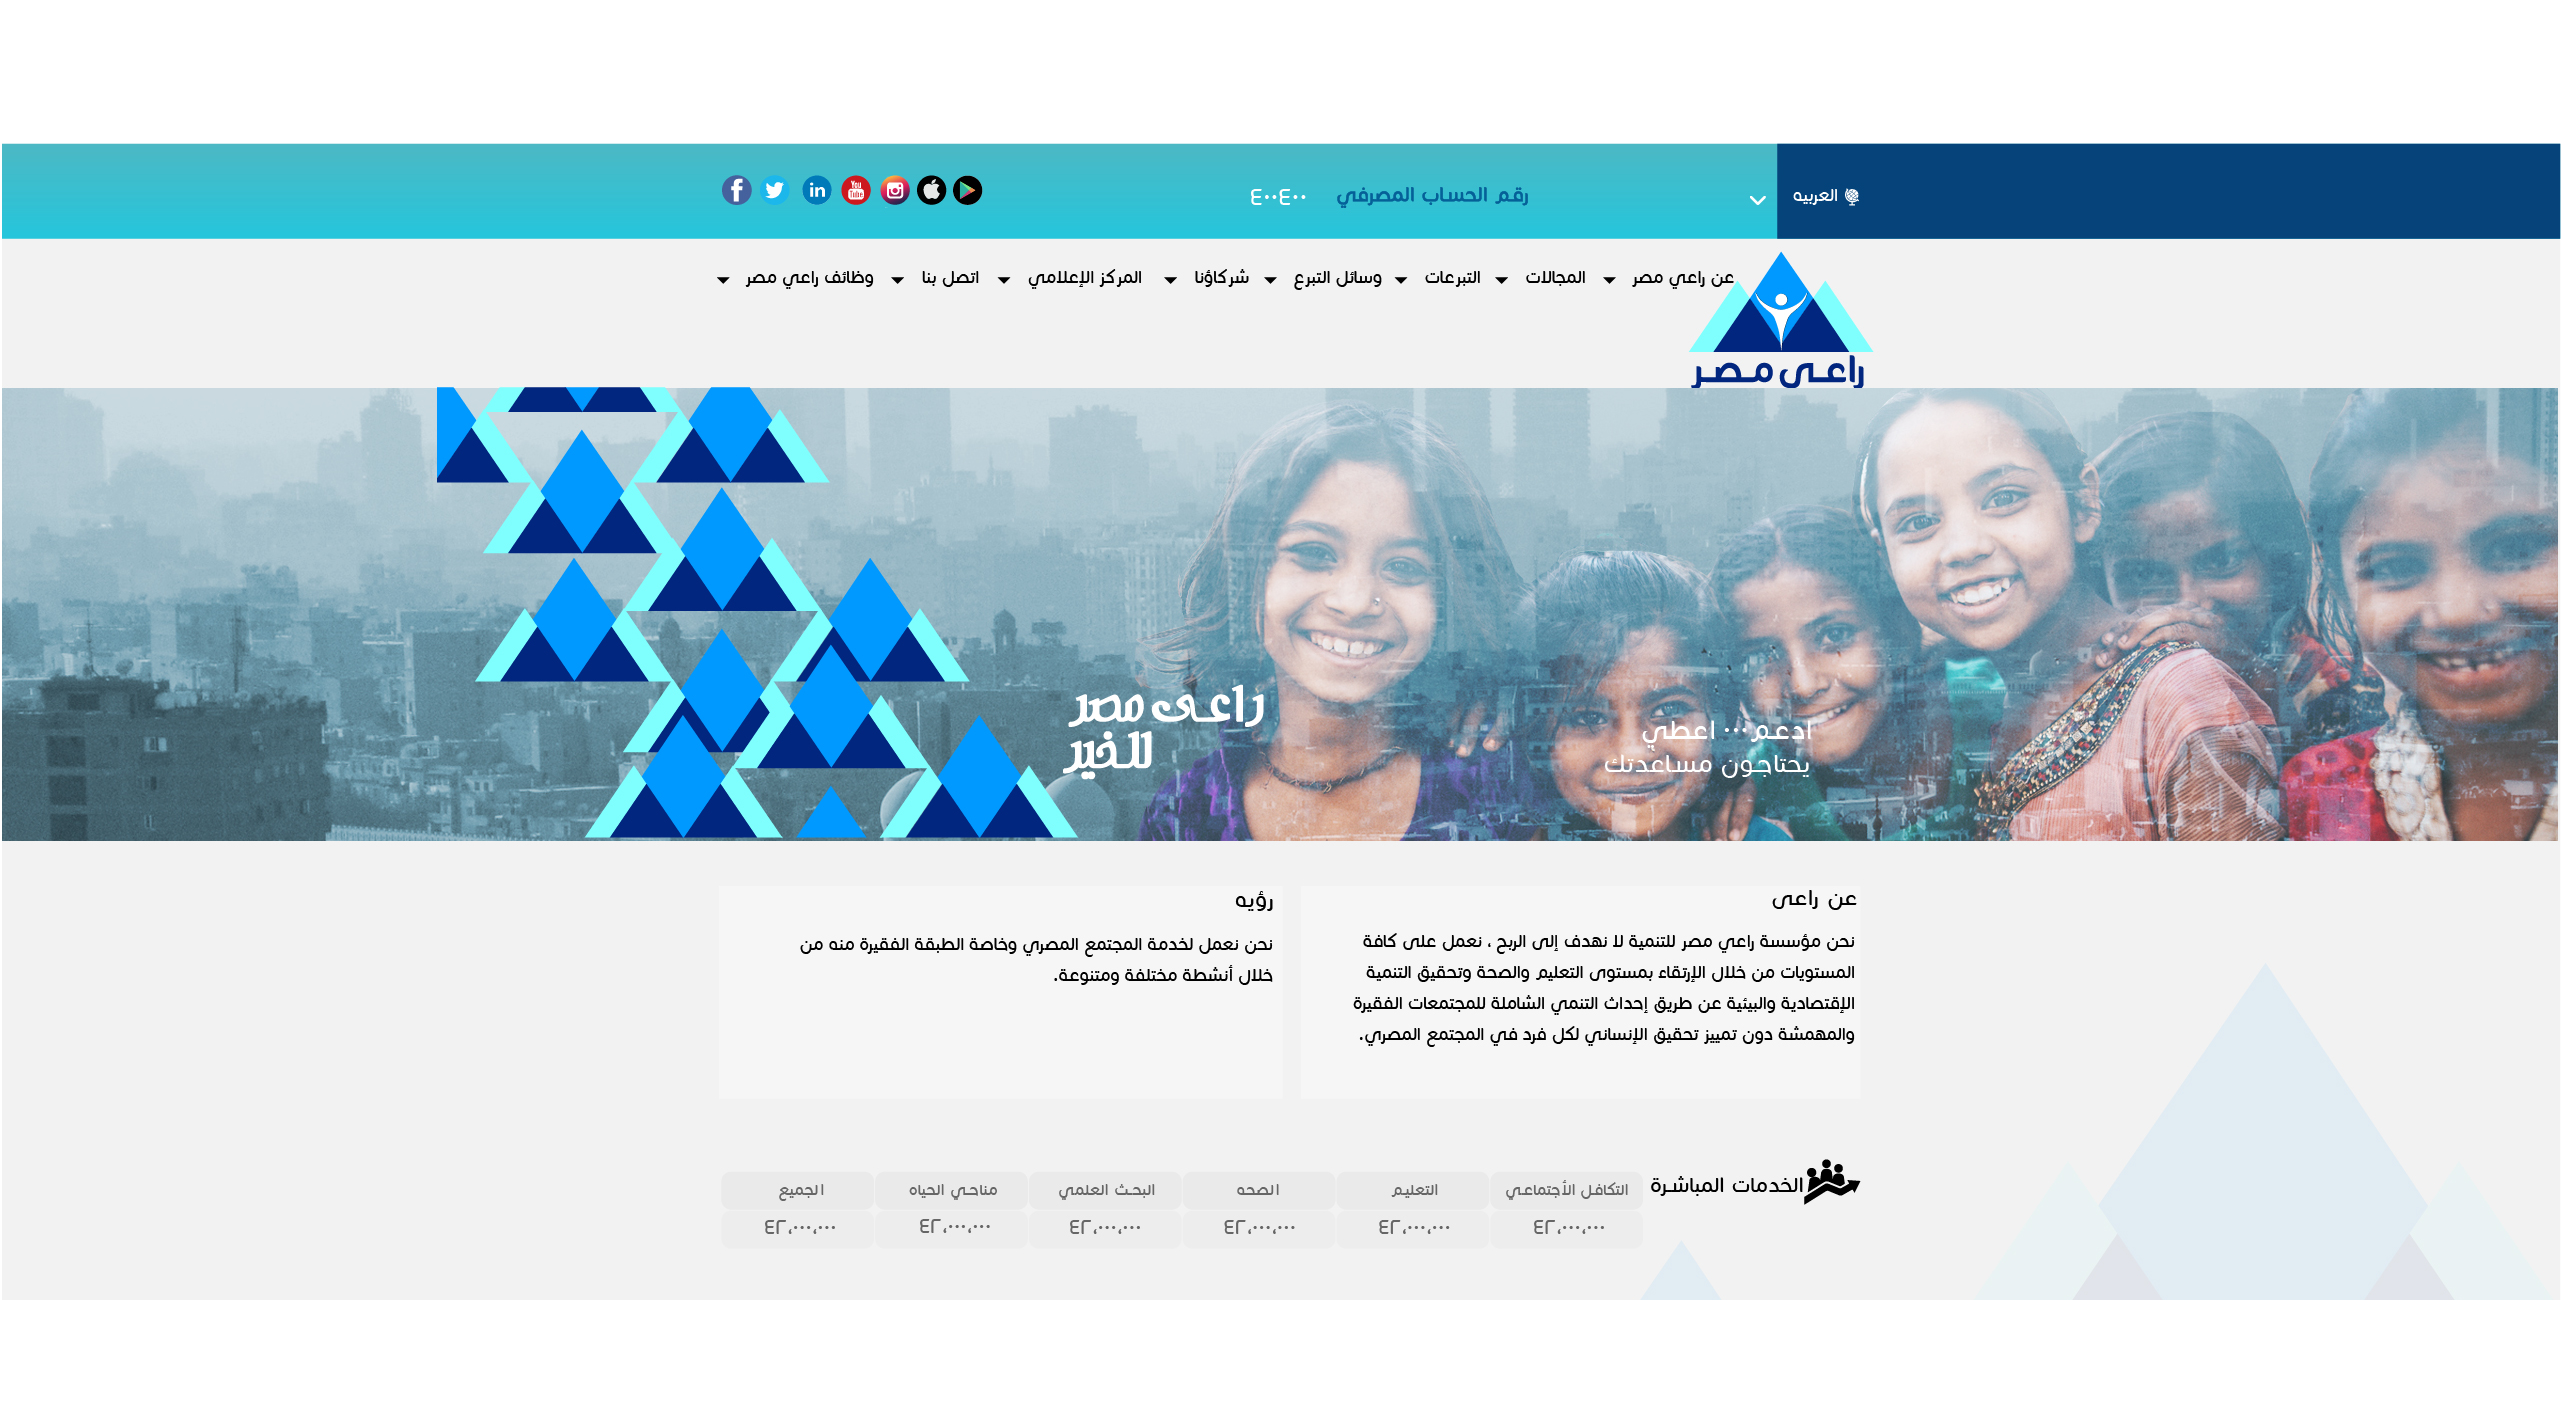 العربيه
رقم الحساب المصرفي ٤٠٠٤٠٠
عن راعي مصر
المجالات
التبرعات
وسائل التبرع
شركاؤنا
المركز الإعلامي
اتصل بنا
وظائف راعي مصر
راعى مصر
راعى مصر
للخير
ادعم ... اعطي
يحتاجون مساعدتك
عن راعى
نحن مؤسسة راعي مصر للتنمية لا نهدف إلى الربح ، نعمل على كافة
المستويات من خلال الإرتقاء بمستوى التعليم والصحة وتحقيق التنمية
الإقتصادية والبيئية عن طريق إحداث التنمي الشاملة للمجتمعات الفقيرة
والمهمشة دون تمييز تحقيق الإنساني لكل فرد في المجتمع المصري.
رؤيه
نحن نعمل لخدمة المجتمع المصري وخاصة الطبقة الفقيرة منه من
خلال أنشطة مختلفة ومتنوعة.
الخدمات المباشرة
التكافل الأجتماعي
٤٢،٠٠٠،٠٠٠
التعليم
٤٢،٠٠٠،٠٠٠
الصحه
٤٢،٠٠٠،٠٠٠
البحث العلمي
٤٢،٠٠٠،٠٠٠
مناحي الحياه
٤٢،٠٠٠،٠٠٠
الجميع
٤٢،٠٠٠،٠٠٠